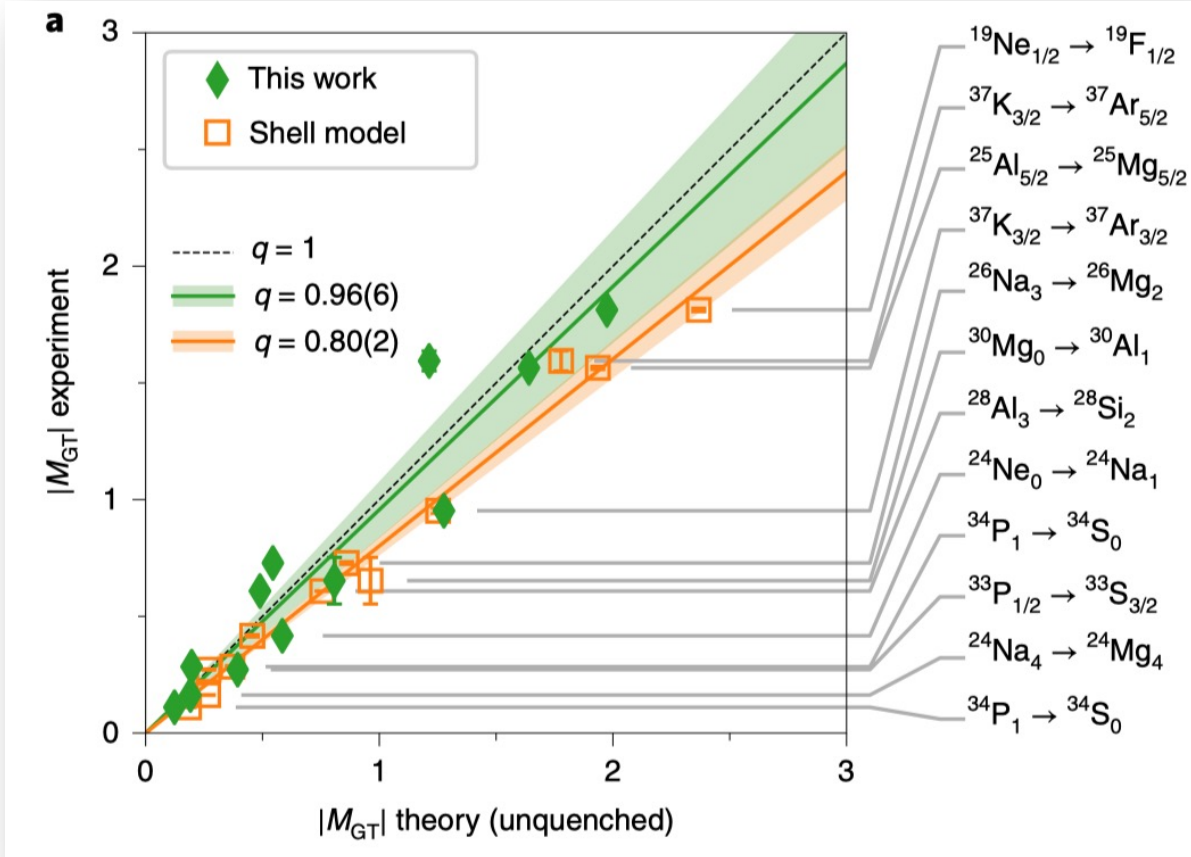 a
This work
Shell model
q = 1
q = 0.96(6)
q = 0.80(2)
3
2
1
0
0 1 2 3
|M_GT| experiment
|M_GT| theory (unquenched)
¹⁹Ne₁/₂ → ¹⁹F₁/₂
³⁷K₃/₂ → ³⁷Ar₅/₂
²⁵Al₅/₂ → ²⁵Mg₅/₂
³⁷K₃/₂ → ³⁷Ar₃/₂
²⁶Na₃ → ²⁶Mg₂
³⁰Mg₀ → ³⁰Al₁
²⁸Al₃ → ²⁸Si₂
²⁴Ne₀ → ²⁴Na₁
³⁴P₁ → ³⁴S₀
³³P₁/₂ → ³³S₃/₂
²⁴Na₄ → ²⁴Mg₄
³⁴P₁ → ³⁴S₀